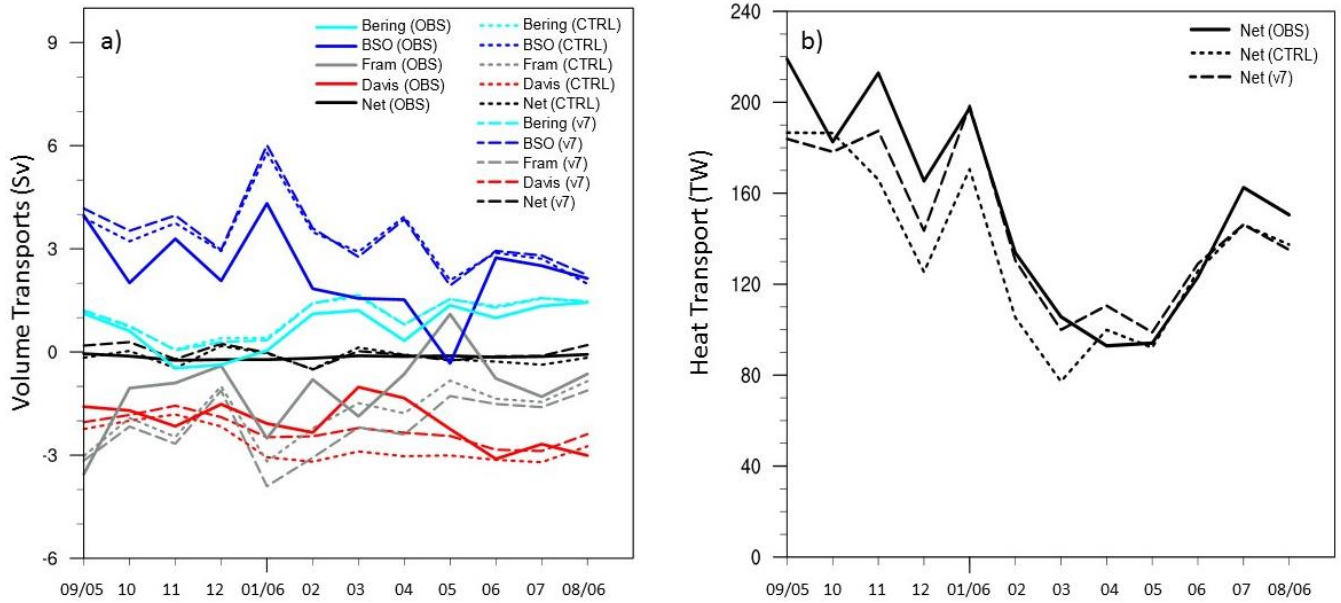 a)
Bering (OBS)
BSO (OBS)
Fram (OBS)
Davis (OBS)
Net (OBS)
Bering (CTRL)
BSO (CTRL)
Fram (CTRL)
Davis (CTRL)
Net (CTRL)
Bering (v7)
BSO (v7)
Fram (v7)
Davis (v7)
Net (v7)
Volume Transports (Sv)
9
6
3
0
-3
-6
09/05 10 11 12 01/06 02 03 04 05 06 07 08/06
b)
Net (OBS)
Net (CTRL)
Net (v7)
Heat Transport (TW)
240
200
160
120
80
40
0
09/05 10 11 12 01/06 02 03 04 05 06 07 08/06